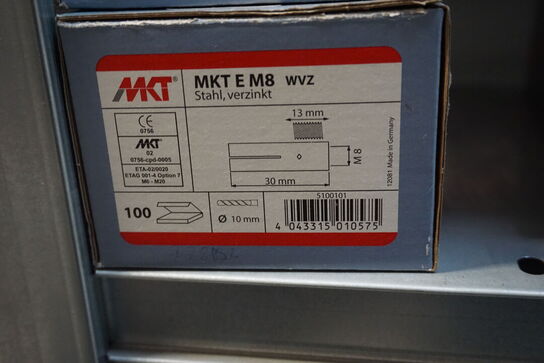 MKT®
MKT E M8 WVZ
Stahl, verzinkt
13 mm
CE
0756
MKT
02
0756-cpd-0005
ETA-02/0020
ETAG 001-4 Option 7
M6 - M20
M 8
30 mm
12081 Made in Germany
100
Ø 10 mm
5100101
4 043315 010575